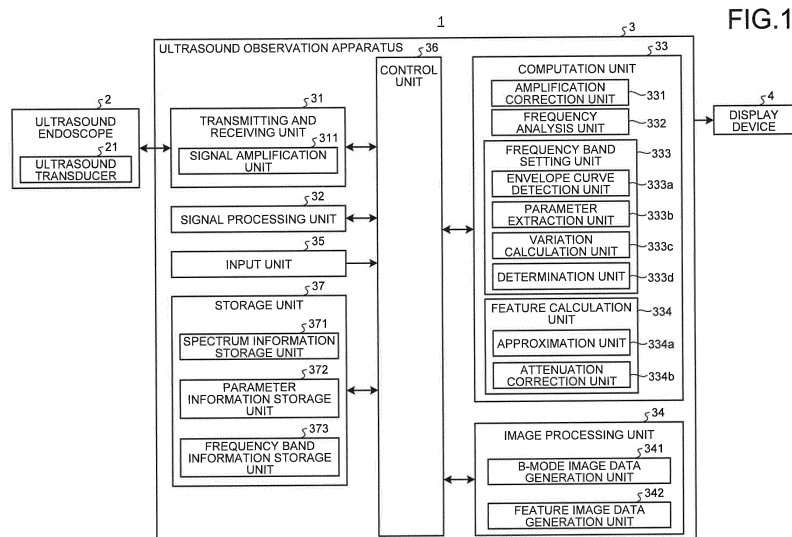 FIG.1
1
3
ULTRASOUND OBSERVATION APPARATUS
36
CONTROL
UNIT
2
ULTRASOUND
ENDOSCOPE
21
ULTRASOUND
TRANSDUCER
31
TRANSMITTING AND
RECEIVING UNIT
311
SIGNAL AMPLIFICATION
UNIT
32
SIGNAL PROCESSING UNIT
35
INPUT UNIT
37
STORAGE UNIT
371
SPECTRUM INFORMATION
STORAGE UNIT
372
PARAMETER
INFORMATION STORAGE
UNIT
373
FREQUENCY BAND
INFORMATION STORAGE
UNIT
33
COMPUTATION UNIT
AMPLIFICATION
CORRECTION UNIT
331
FREQUENCY
ANALYSIS UNIT
332
FREQUENCY BAND
SETTING UNIT
333
ENVELOPE CURVE
DETECTION UNIT
333a
PARAMETER
EXTRACTION UNIT
333b
VARIATION
CALCULATION UNIT
333c
DETERMINATION UNIT
333d
FEATURE CALCULATION
UNIT
334
APPROXIMATION UNIT
334a
ATTENUATION
CORRECTION UNIT
334b
34
IMAGE PROCESSING UNIT
341
B-MODE IMAGE DATA
GENERATION UNIT
342
FEATURE IMAGE DATA
GENERATION UNIT
4
DISPLAY
DEVICE